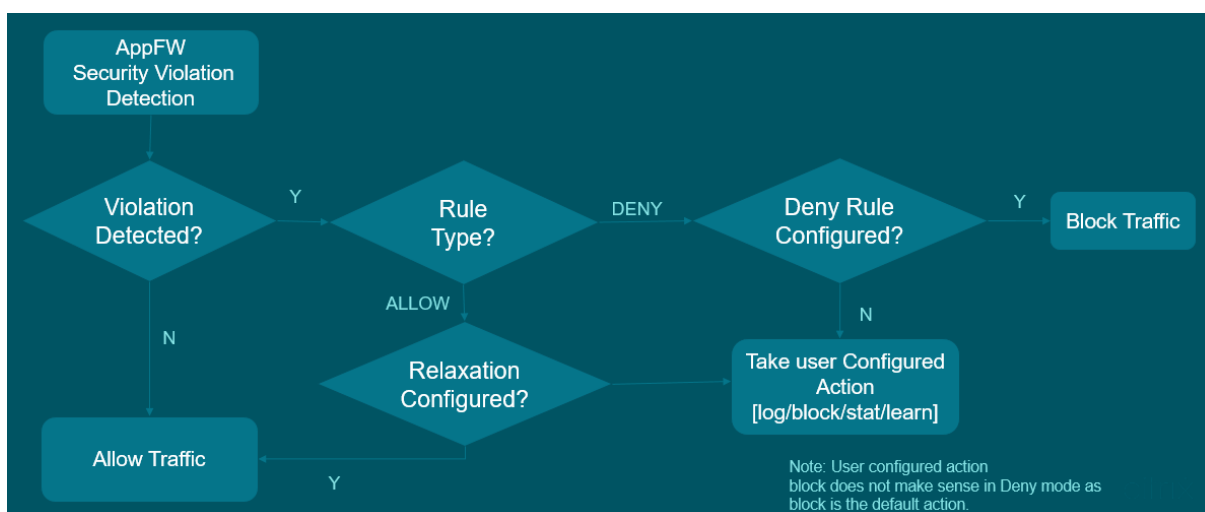 AppFW
Security Violation
Detection
Violation
Detected?
Y
Rule
Type?
DENY
Deny Rule
Configured?
Y
Block Traffic
N
ALLOW
N
Relaxation
Configured?
Take user Configured
Action
[log/block/stat/learn]
Allow Traffic
Y
Note: User configured action
block does not make sense in Deny mode as
block is the default action.